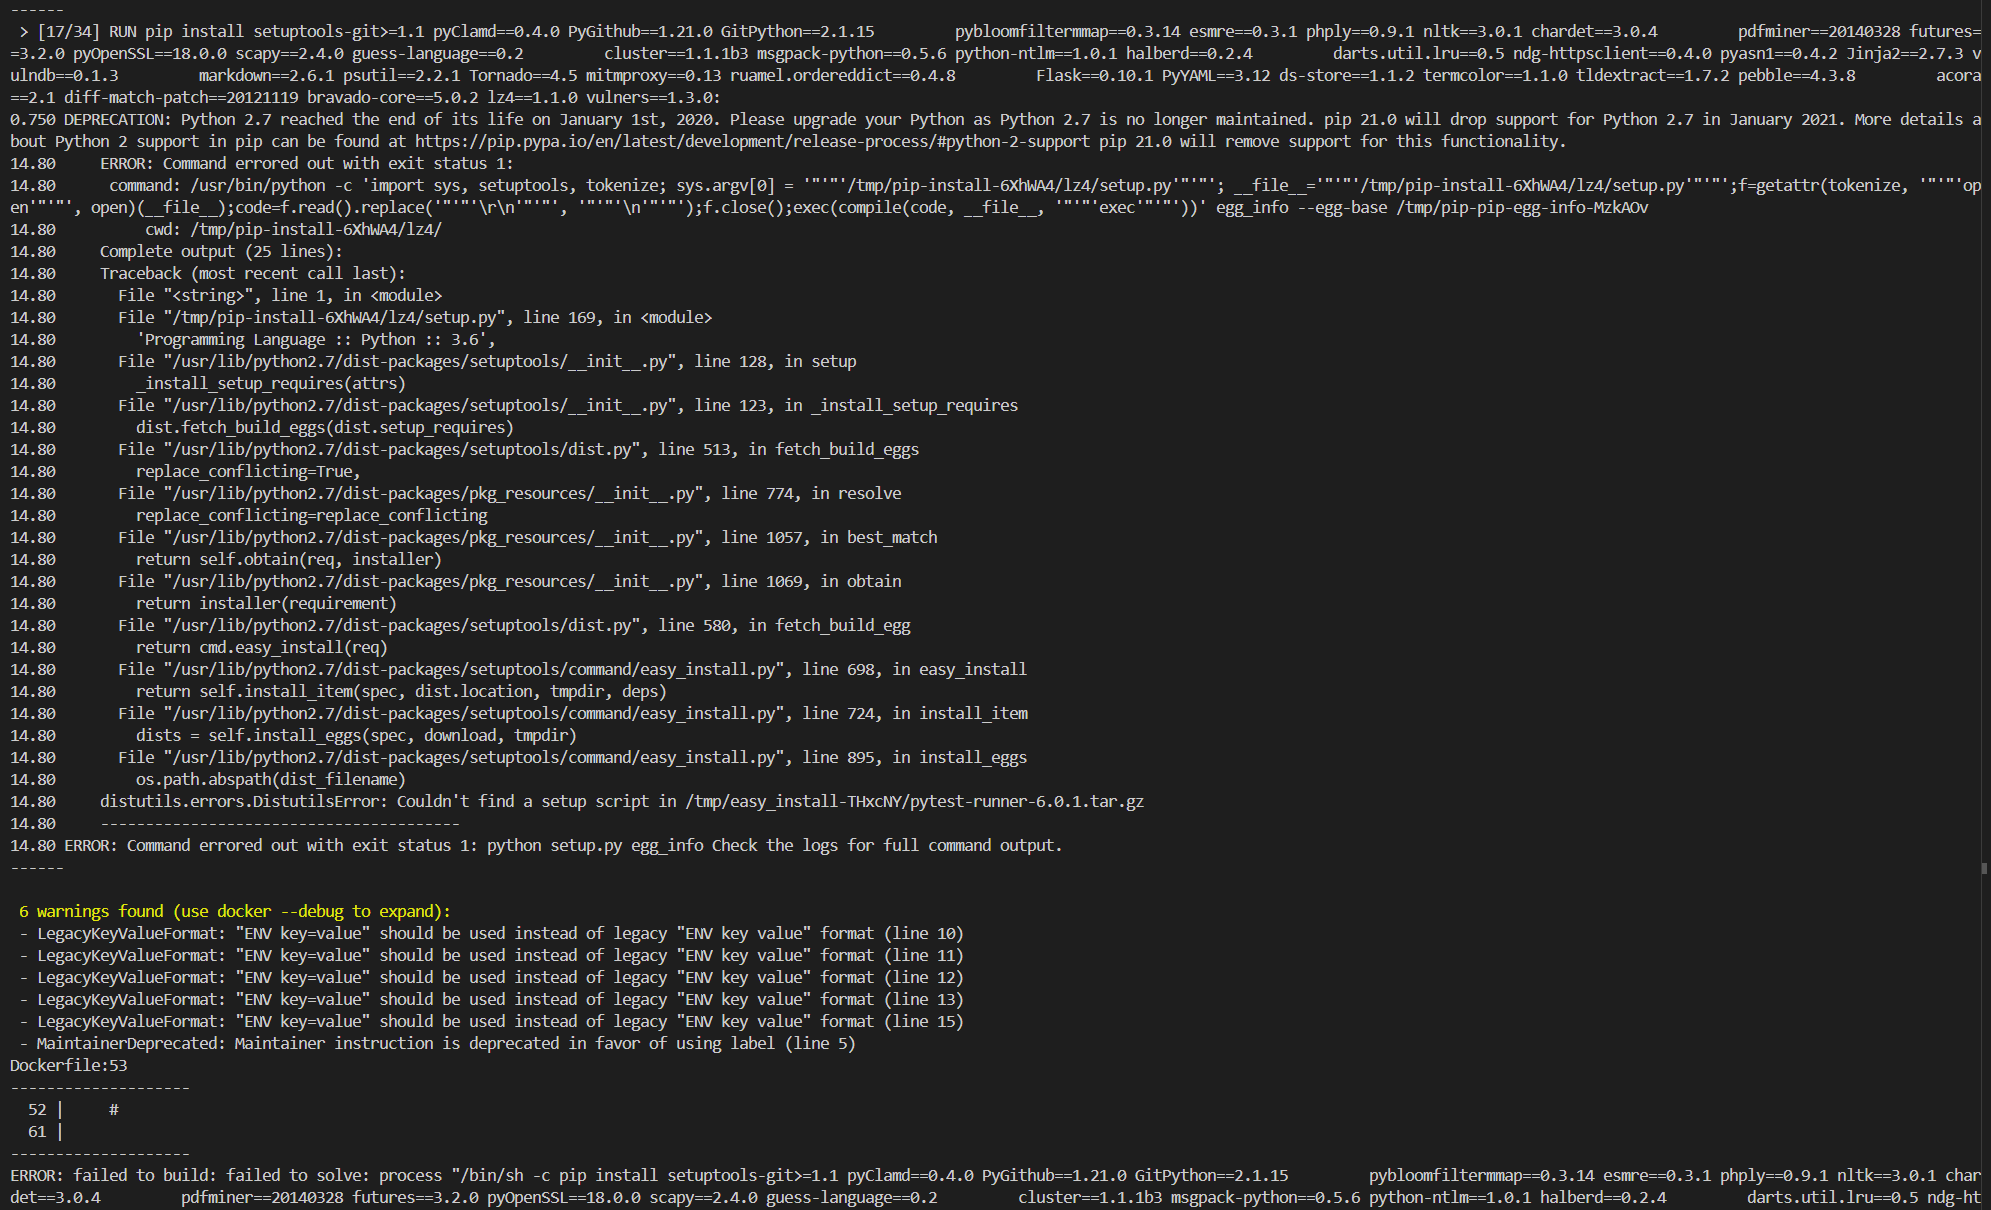 ------
 > [17/34] RUN pip install setuptools-git>=1.1 pyClamd==0.4.0 PyGithub==1.21.0 GitPython==2.1.15         pybloomfiltermmap==0.3.14 esmre==0.3.1 phply==0.9.1 nltk==3.0.1 chardet==3.0.4         pdfminer==20140328 futures=
=3.2.0 pyOpenSSL==18.0.0 scapy==2.4.0 guess-language==0.2         cluster==1.1.1b3 msgpack-python==0.5.6 python-ntlm==1.0.1 halberd==0.2.4         darts.util.lru==0.5 ndg-httpsclient==0.4.0 pyasn1==0.4.2 Jinja2==2.7.3 v
ulndb==0.1.3         markdown==2.6.1 psutil==2.2.1 Tornado==4.5 mitmproxy==0.13 ruamel.ordereddict==0.4.8         Flask==0.10.1 PyYAML==3.12 ds-store==1.1.2 termcolor==1.1.0 tldextract==1.7.2 pebble==4.3.8         acora
==2.1 diff-match-patch==20121119 bravado-core==5.0.2 lz4==1.1.0 vulners==1.3.0:
0.750 DEPRECATION: Python 2.7 reached the end of its life on January 1st, 2020. Please upgrade your Python as Python 2.7 is no longer maintained. pip 21.0 will drop support for Python 2.7 in January 2021. More details a
bout Python 2 support in pip can be found at https://pip.pypa.io/en/latest/development/release-process/#python-2-support pip 21.0 will remove support for this functionality.
14.80     ERROR: Command errored out with exit status 1:
14.80      command: /usr/bin/python -c 'import sys, setuptools, tokenize; sys.argv[0] = '"'"'/tmp/pip-install-6XhWA4/lz4/setup.py'"'"'; __file__='"'"'/tmp/pip-install-6XhWA4/lz4/setup.py'"'"';f=getattr(tokenize, '"'"'op
en'"'"', open)(__file__);code=f.read().replace('"'"'\r\n'"'"', '"'"'\n'"'"');f.close();exec(compile(code, __file__, '"'"'exec'"'"'))' egg_info --egg-base /tmp/pip-pip-egg-info-MzkAOv
14.80          cwd: /tmp/pip-install-6XhWA4/lz4/
14.80     Complete output (25 lines):
14.80     Traceback (most recent call last):
14.80       File "<string>", line 1, in <module>
14.80       File "/tmp/pip-install-6XhWA4/lz4/setup.py", line 169, in <module>
14.80         'Programming Language :: Python :: 3.6',
14.80       File "/usr/lib/python2.7/dist-packages/setuptools/__init__.py", line 128, in setup
14.80         _install_setup_requires(attrs)
14.80       File "/usr/lib/python2.7/dist-packages/setuptools/__init__.py", line 123, in _install_setup_requires
14.80         dist.fetch_build_eggs(dist.setup_requires)
14.80       File "/usr/lib/python2.7/dist-packages/setuptools/dist.py", line 513, in fetch_build_eggs
14.80         replace_conflicting=True,
14.80       File "/usr/lib/python2.7/dist-packages/pkg_resources/__init__.py", line 774, in resolve
14.80         replace_conflicting=replace_conflicting
14.80       File "/usr/lib/python2.7/dist-packages/pkg_resources/__init__.py", line 1057, in best_match
14.80         return self.obtain(req, installer)
14.80       File "/usr/lib/python2.7/dist-packages/pkg_resources/__init__.py", line 1069, in obtain
14.80         return installer(requirement)
14.80       File "/usr/lib/python2.7/dist-packages/setuptools/dist.py", line 580, in fetch_build_egg
14.80         return cmd.easy_install(req)
14.80       File "/usr/lib/python2.7/dist-packages/setuptools/command/easy_install.py", line 698, in easy_install
14.80         return self.install_item(spec, dist.location, tmpdir, deps)
14.80       File "/usr/lib/python2.7/dist-packages/setuptools/command/easy_install.py", line 724, in install_item
14.80         dists = self.install_eggs(spec, download, tmpdir)
14.80       File "/usr/lib/python2.7/dist-packages/setuptools/command/easy_install.py", line 895, in install_eggs
14.80         os.path.abspath(dist_filename)
14.80     distutils.errors.DistutilsError: Couldn't find a setup script in /tmp/easy_install-THxcNY/pytest-runner-6.0.1.tar.gz
14.80     ----------------------------------------
14.80 ERROR: Command errored out with exit status 1: python setup.py egg_info Check the logs for full command output.
------
 6 warnings found (use docker --debug to expand):
 - LegacyKeyValueFormat: "ENV key=value" should be used instead of legacy "ENV key value" format (line 10)
 - LegacyKeyValueFormat: "ENV key=value" should be used instead of legacy "ENV key value" format (line 11)
 - LegacyKeyValueFormat: "ENV key=value" should be used instead of legacy "ENV key value" format (line 12)
 - LegacyKeyValueFormat: "ENV key=value" should be used instead of legacy "ENV key value" format (line 13)
 - LegacyKeyValueFormat: "ENV key=value" should be used instead of legacy "ENV key value" format (line 15)
 - MaintainerDeprecated: Maintainer instruction is deprecated in favor of using label (line 5)
Dockerfile:53
--------------------
  52 |     #
  61 |
--------------------
ERROR: failed to build: failed to solve: process "/bin/sh -c pip install setuptools-git>=1.1 pyClamd==0.4.0 PyGithub==1.21.0 GitPython==2.1.15         pybloomfiltermmap==0.3.14 esmre==0.3.1 phply==0.9.1 nltk==3.0.1 char
det==3.0.4         pdfminer==20140328 futures==3.2.0 pyOpenSSL==18.0.0 scapy==2.4.0 guess-language==0.2         cluster==1.1.1b3 msgpack-python==0.5.6 python-ntlm==1.0.1 halberd==0.2.4         darts.util.lru==0.5 ndg-ht